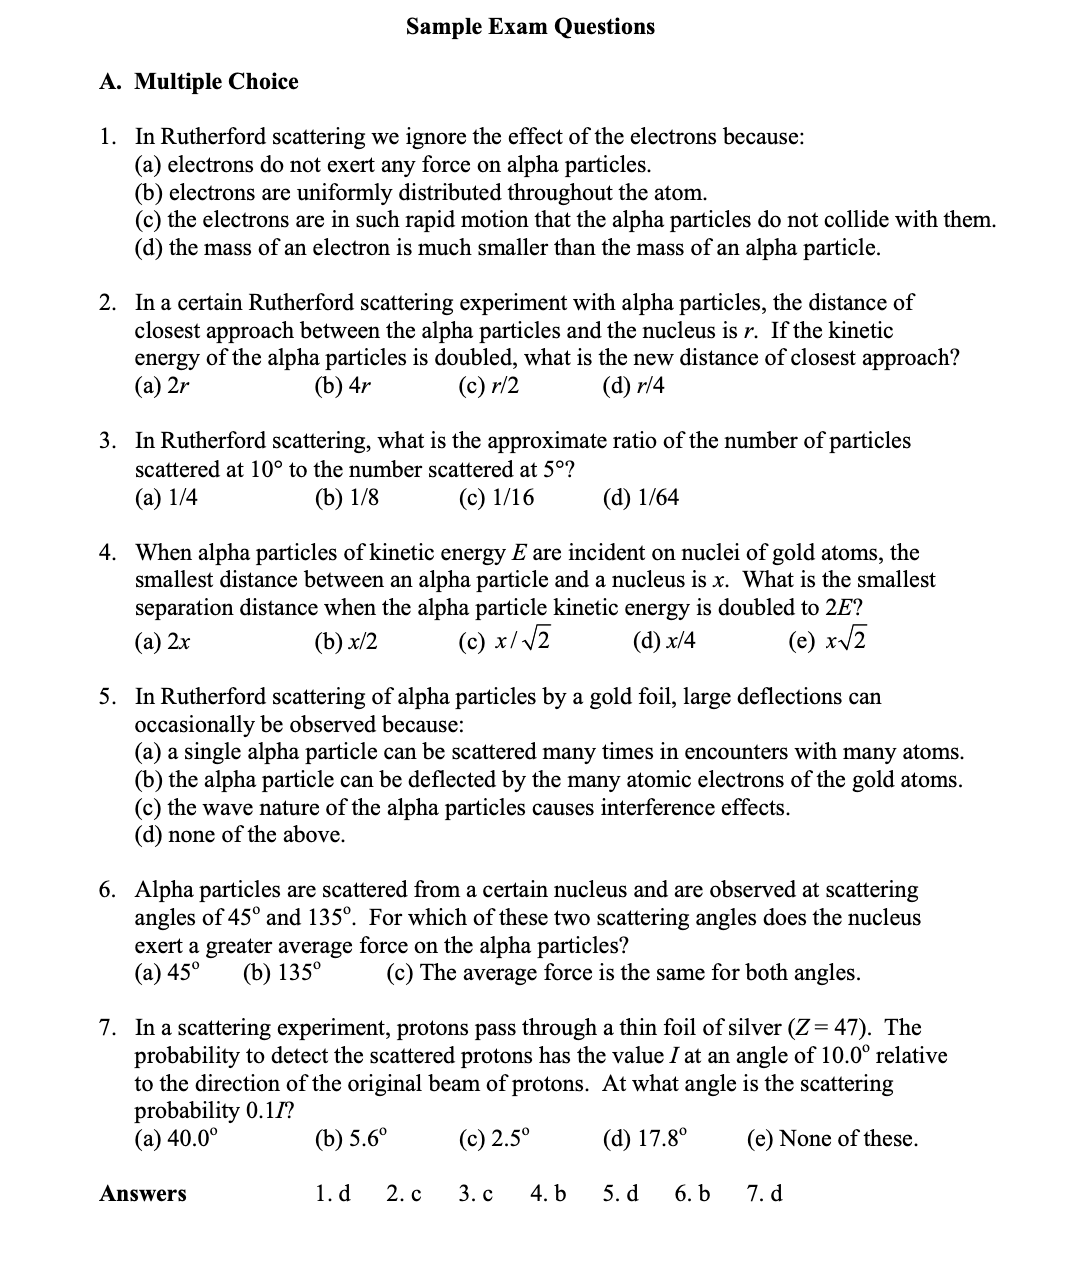 Sample Exam Questions
A. Multiple Choice
1. In Rutherford scattering we ignore the effect of the electrons because:
(a) electrons do not exert any force on alpha particles.
(b) electrons are uniformly distributed throughout the atom.
(c) the electrons are in such rapid motion that the alpha particles do not collide with them.
(d) the mass of an electron is much smaller than the mass of an alpha particle.
2. In a certain Rutherford scattering experiment with alpha particles, the distance of
closest approach between the alpha particles and the nucleus is r. If the kinetic
energy of the alpha particles is doubled, what is the new distance of closest approach?
(a) 2r (b) 4r (c) r/2 (d) r/4
3. In Rutherford scattering, what is the approximate ratio of the number of particles
scattered at 10° to the number scattered at 5°?
(a) 1/4 (b) 1/8 (c) 1/16 (d) 1/64
4. When alpha particles of kinetic energy E are incident on nuclei of gold atoms, the
smallest distance between an alpha particle and a nucleus is x. What is the smallest
separation distance when the alpha particle kinetic energy is doubled to 2E?
(a) 2x (b) x/2 (c) x/√2 (d) x/4 (e) x√2
5. In Rutherford scattering of alpha particles by a gold foil, large deflections can
occasionally be observed because:
(a) a single alpha particle can be scattered many times in encounters with many atoms.
(b) the alpha particle can be deflected by the many atomic electrons of the gold atoms.
(c) the wave nature of the alpha particles causes interference effects.
(d) none of the above.
6. Alpha particles are scattered from a certain nucleus and are observed at scattering
angles of 45° and 135°. For which of these two scattering angles does the nucleus
exert a greater average force on the alpha particles?
(a) 45° (b) 135° (c) The average force is the same for both angles.
7. In a scattering experiment, protons pass through a thin foil of silver (Z = 47). The
probability to detect the scattered protons has the value I at an angle of 10.0° relative
to the direction of the original beam of protons. At what angle is the scattering
probability 0.1I?
(a) 40.0° (b) 5.6° (c) 2.5° (d) 17.8° (e) None of these.
Answers 1. d 2. c 3. c 4. b 5. d 6. b 7. d